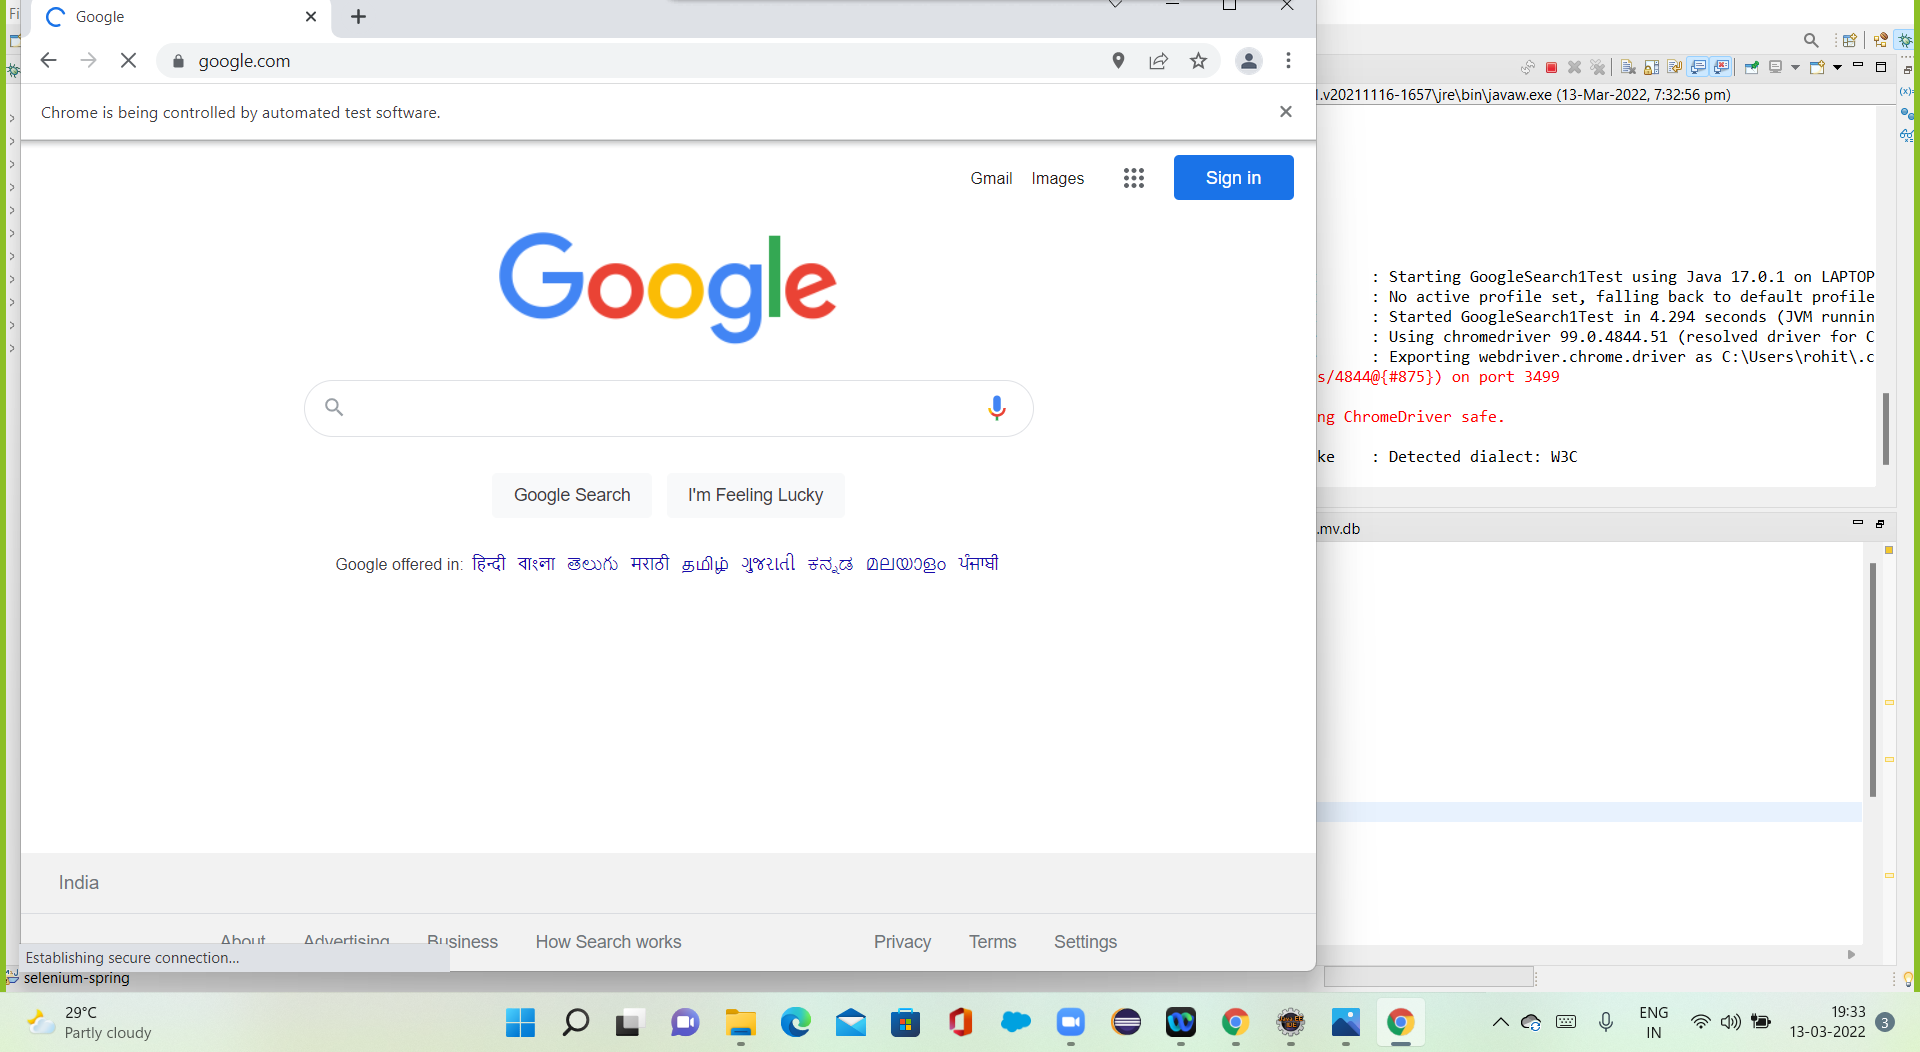 Fi
Google
google.com
Chrome is being controlled by automated test software.
Gmail Images Sign in
Google
Google Search I'm Feeling Lucky
Google offered in: हिन्दी বাংলা తెలుగు मराठी தமிழ் ગુજરાતી ಕನ್ನಡ മലയാളം ਪੰਜਾਬੀ
India
About Advertising Business How Search works Privacy Terms Settings
Establishing secure connection...
selenium-spring
.v20211116-1657\jre\bin\javaw.exe (13-Mar-2022, 7:32:56 pm)
: Starting GoogleSearch1Test using Java 17.0.1 on LAPTOP
: No active profile set, falling back to default profile
: Started GoogleSearch1Test in 4.294 seconds (JVM runnin
: Using chromedriver 99.0.4844.51 (resolved driver for C
: Exporting webdriver.chrome.driver as C:\Users\rohit\.c
s/4844@{#875}) on port 3499
ng ChromeDriver safe.
ke : Detected dialect: W3C
.mv.db
29°C
Partly cloudy
ENG
IN
19:33
13-03-2022
3